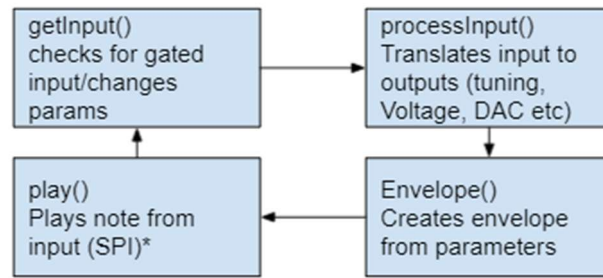 getInput()
checks for gated
input/changes
params
processInput()
Translates input to
outputs (tuning,
Voltage, DAC etc)
play()
Plays note from
input (SPI)*
Envelope()
Creates envelope
from parameters